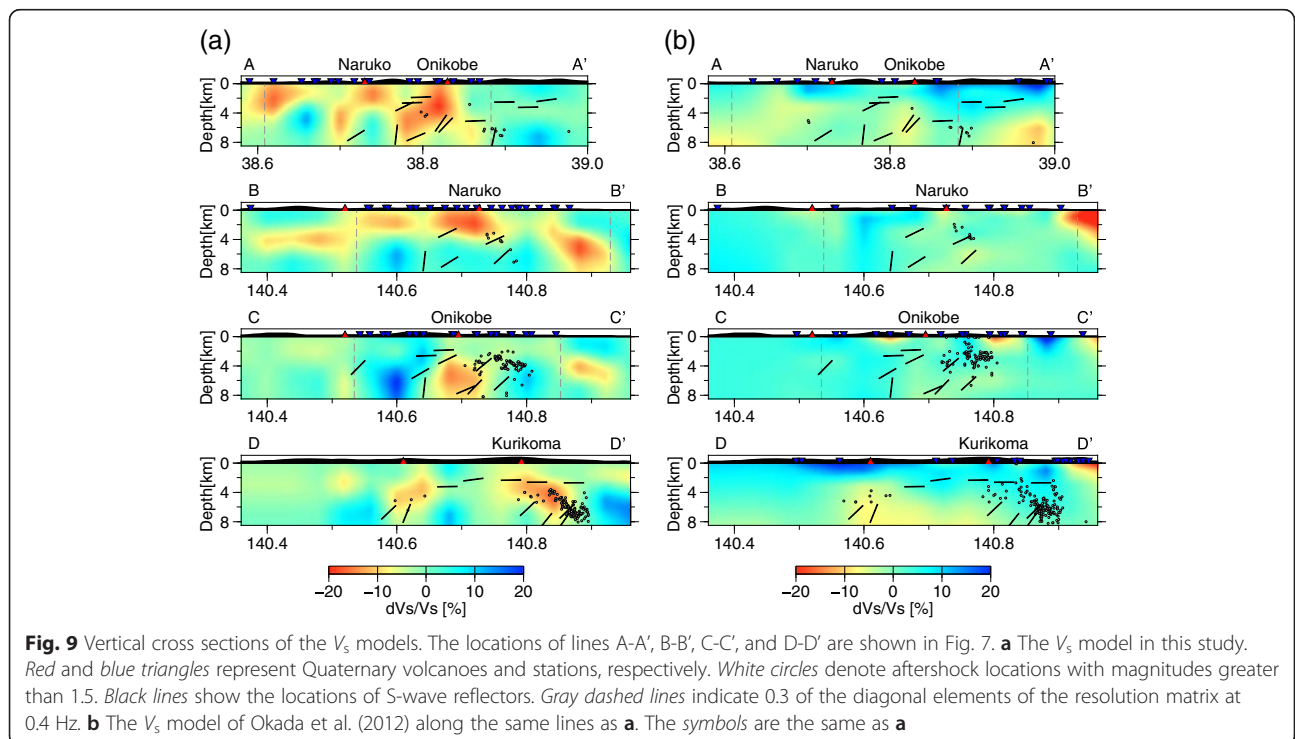 (a)
A Naruko Onikobe A'
Depth[km]
0
4
8
38.6 38.8 39.0
B Naruko B'
Depth[km]
0
4
8
140.4 140.6 140.8
C Onikobe C'
Depth[km]
0
4
8
140.4 140.6 140.8
D Kurikoma D'
Depth[km]
0
4
8
140.4 140.6 140.8
−20 −10 0 10 20
dVs/Vs [%]
(b)
A Naruko Onikobe A'
Depth[km]
0
4
8
38.6 38.8 39.0
B Naruko B'
Depth[km]
0
4
8
140.4 140.6 140.8
C Onikobe C'
Depth[km]
0
4
8
140.4 140.6 140.8
D Kurikoma D'
Depth[km]
0
4
8
140.4 140.6 140.8
−20 −10 0 10 20
dVs/Vs [%]
Fig. 9 Vertical cross sections of the Vs models. The locations of lines A-A', B-B', C-C', and D-D' are shown in Fig. 7. a The Vs model in this study.
Red and blue triangles represent Quaternary volcanoes and stations, respectively. White circles denote aftershock locations with magnitudes greater
than 1.5. Black lines show the locations of S-wave reflectors. Gray dashed lines indicate 0.3 of the diagonal elements of the resolution matrix at
0.4 Hz. b The Vs model of Okada et al. (2012) along the same lines as a. The symbols are the same as a